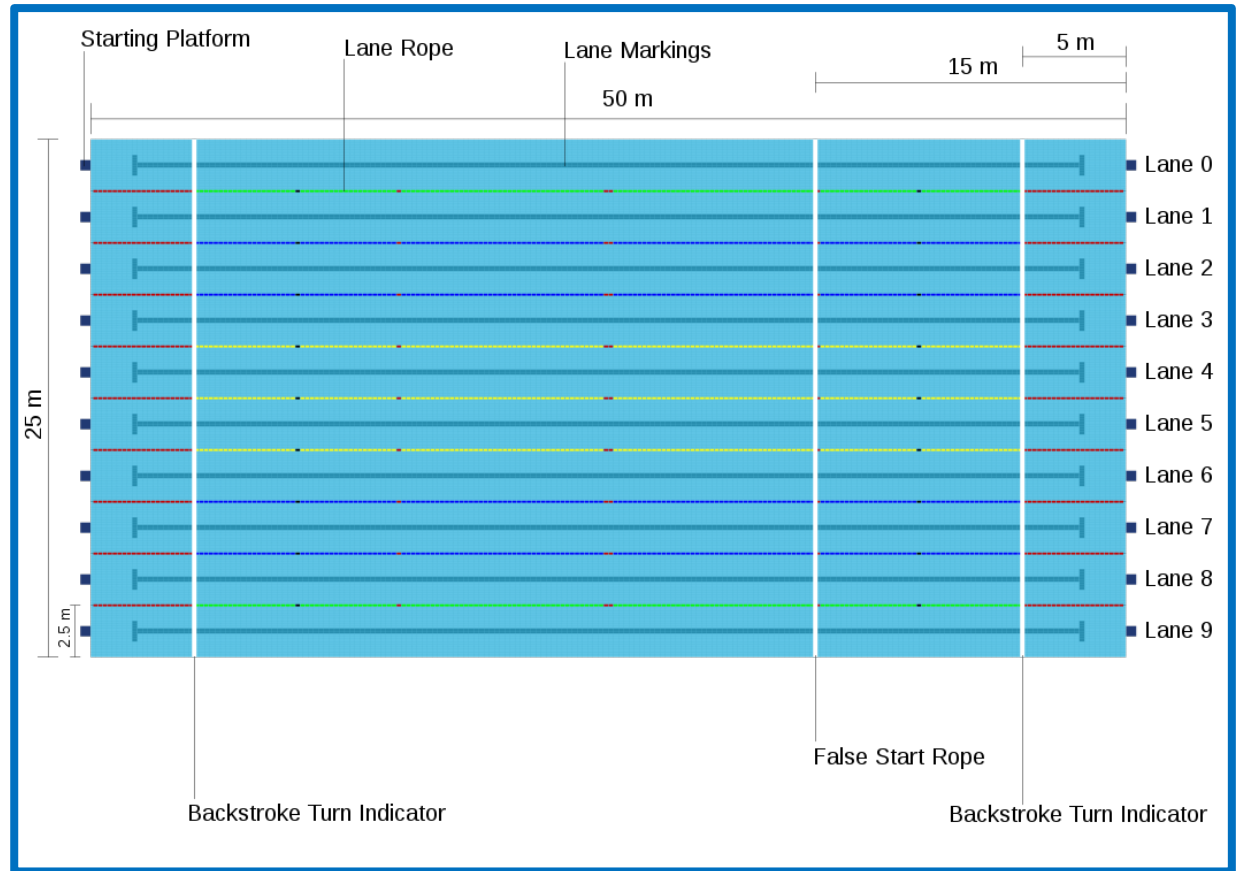 Starting Platform
Lane Rope
Lane Markings
5 m
15 m
50 m
Lane 0
Lane 1
Lane 2
Lane 3
Lane 4
Lane 5
Lane 6
Lane 7
Lane 8
Lane 9
25 m
2.5 m
False Start Rope
Backstroke Turn Indicator
Backstroke Turn Indicator